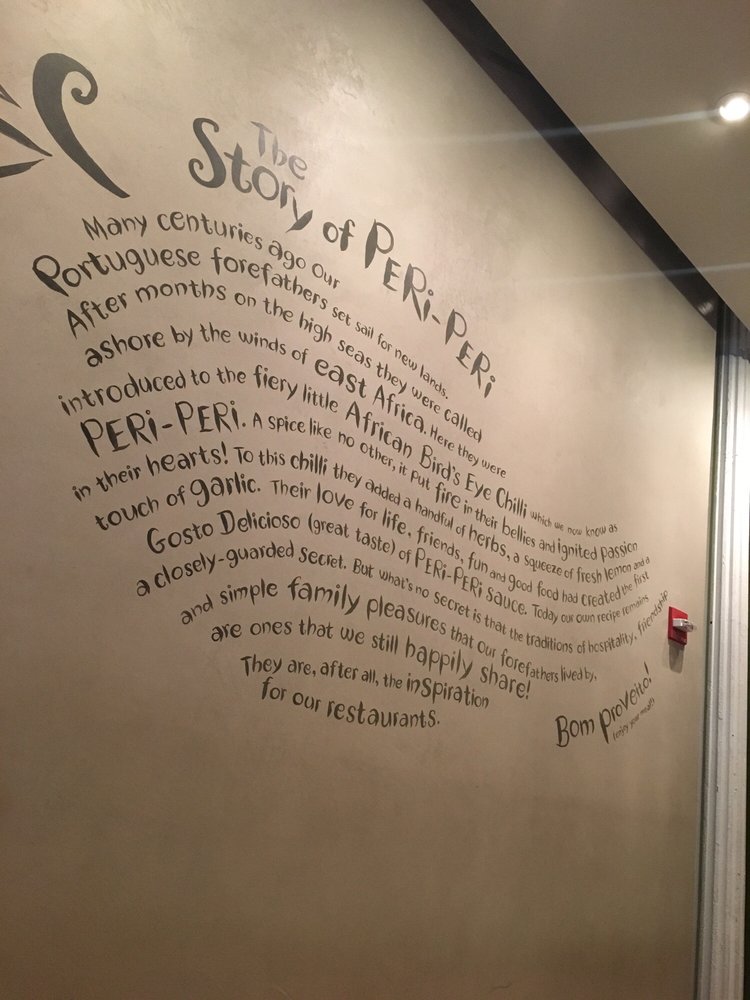 The
Story of PERi-PERi
Many centuries ago our
Portuguese forefathers set sail for new lands.
After months on the high seas they were called
ashore by the winds of east Africa. Here they were
introduced to the fiery little African Bird's Eye Chilli which we now know as
PERi-PERi. A spice like no other, it put fire in their bellies and ignited passion
in their hearts! To this chilli they added a handful of herbs, a squeeze of fresh lemon and a
touch of garlic. Their love for life, friends, fun and good food had created the first
Gosto Delicioso (great taste) of PERi-PERi sauce. Today our own recipe remains
a closely-guarded secret. But what's no secret is that the traditions of hospitality, friendship
and simple family pleasures that our forefathers lived by,
are ones that we still happily share!
They are, after all, the inspiration
for our restaurants.
Bom proveito!
(enjoy your meal!)